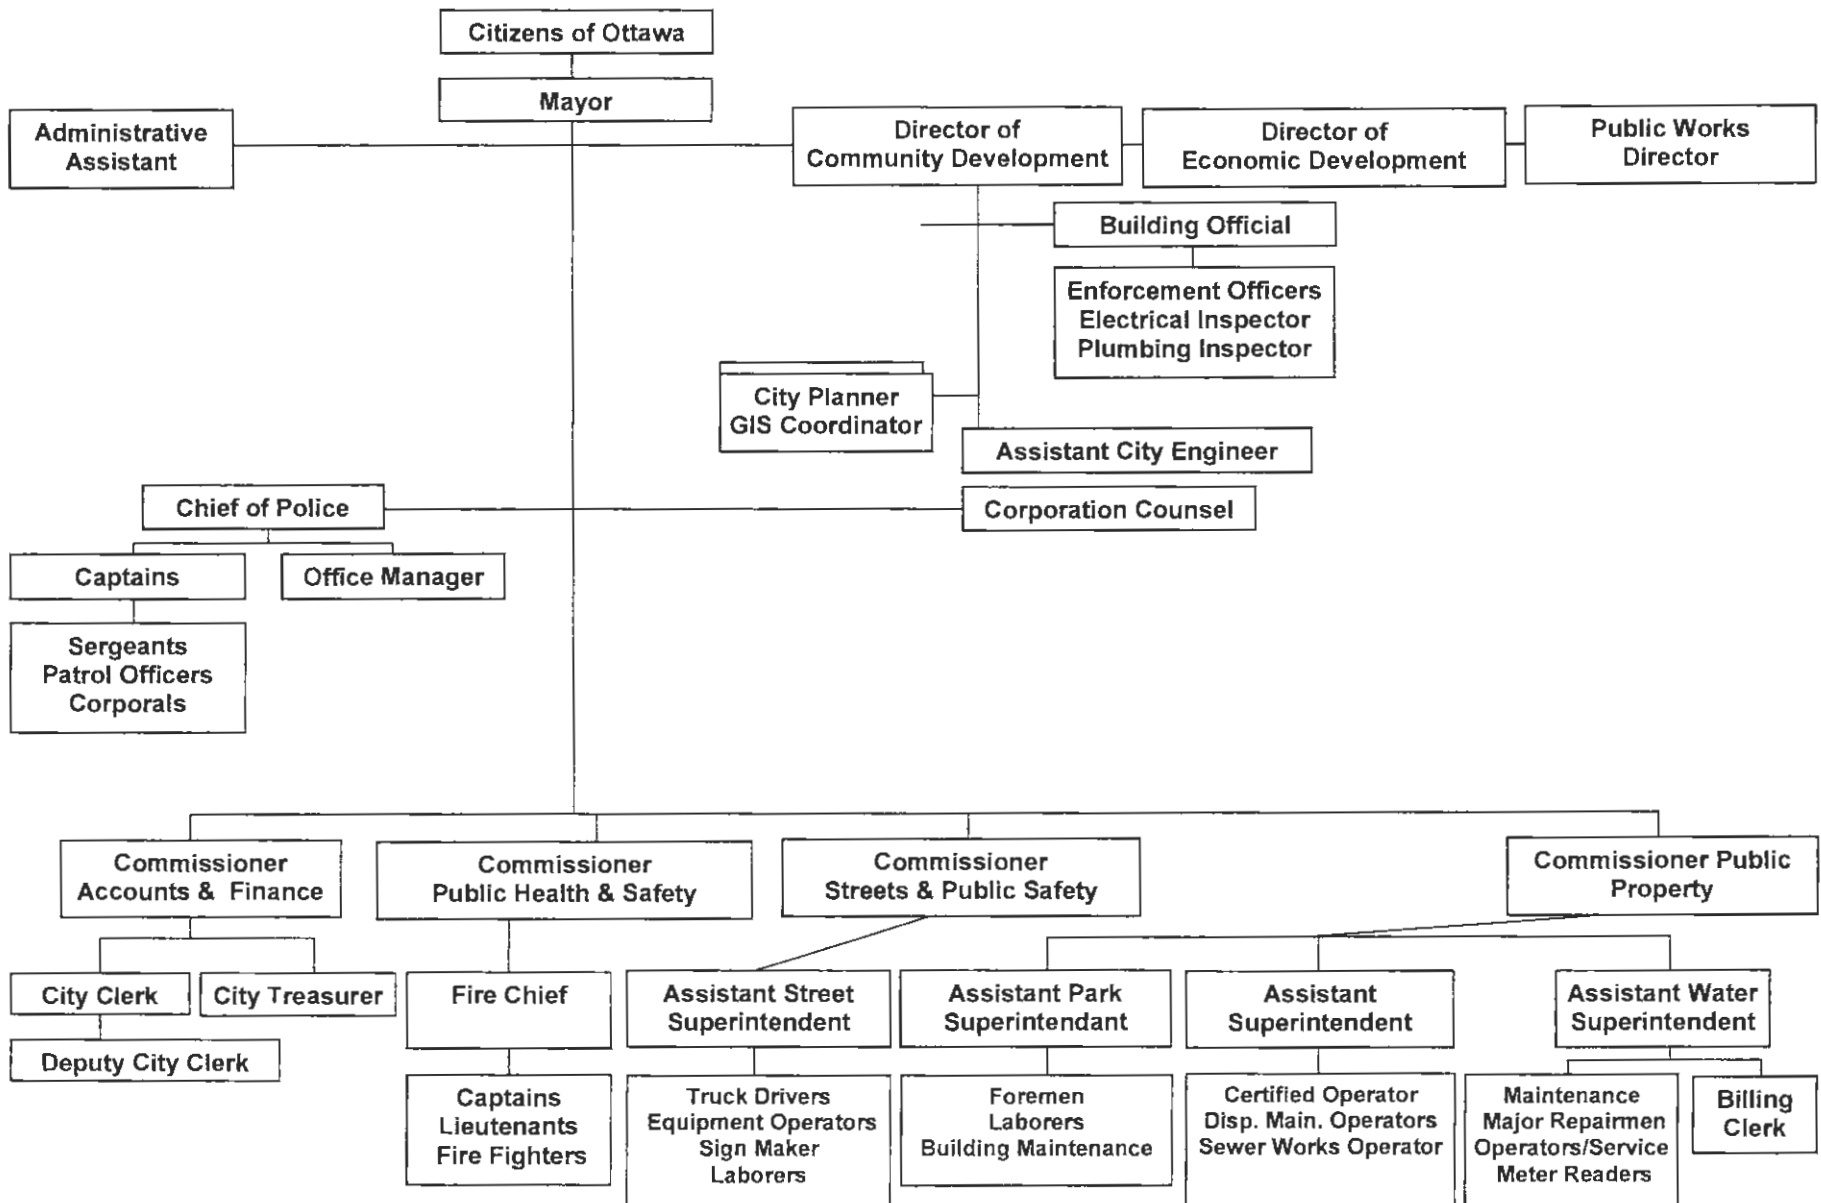 Citizens of Ottawa
Mayor
Administrative
Assistant
Director of
Community Development
Director of
Economic Development
Public Works
Director
Building Official
Enforcement Officers
Electrical Inspector
Plumbing Inspector
City Planner
GIS Coordinator
Assistant City Engineer
Chief of Police
Corporation Counsel
Captains
Office Manager
Sergeants
Patrol Officers
Corporals
Commissioner
Accounts & Finance
Commissioner
Public Health & Safety
Commissioner
Streets & Public Safety
Commissioner Public
Property
City Clerk
City Treasurer
Deputy City Clerk
Fire Chief
Captains
Lieutenants
Fire Fighters
Assistant Street
Superintendent
Truck Drivers
Equipment Operators
Sign Maker
Laborers
Assistant Park
Superintendant
Foremen
Laborers
Building Maintenance
Assistant
Superintendent
Certified Operator
Disp. Main. Operators
Sewer Works Operator
Assistant Water
Superintendent
Maintenance
Major Repairmen
Operators/Service
Meter Readers
Billing
Clerk